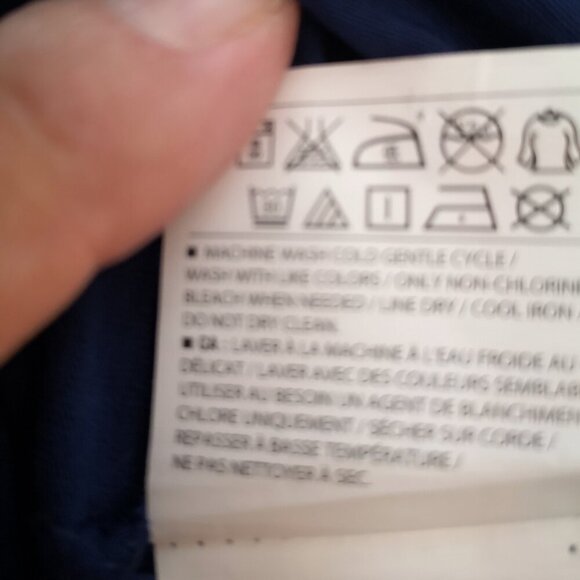 ■ MACHINE WASH COLD GENTLE CYCLE /
WASH WITH LIKE COLORS / ONLY NON-CHLORINE
BLEACH WHEN NEEDED / LINE DRY / COOL IRON /
DO NOT DRY CLEAN.
■ CA : LAVER À LA MACHINE À L'EAU FROIDE AU
DÉLICAT / LAVER AVEC DES COULEURS SEMBLAB
UTILISER AU BESOIN UN AGENT DE BLANCHIMEN
CHLORE UNIQUEMENT / SÉCHER SUR CORDE /
REPASSER À BASSE TEMPÉRATURE /
NE PAS NETTOYER À SEC.